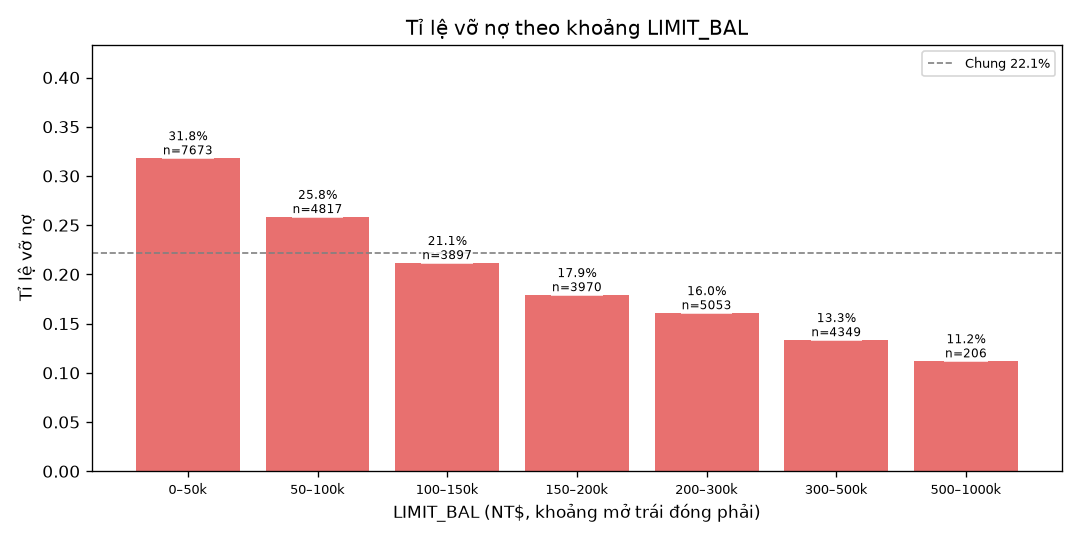 Tỉ lệ vỡ nợ theo khoảng LIMIT_BAL
Chung 22.1%
Tỉ lệ vỡ nợ
0.40
0.35
0.30
0.25
0.20
0.15
0.10
0.05
0.00
31.8%
n=7673
25.8%
n=4817
21.1%
n=3897
17.9%
n=3970
16.0%
n=5053
13.3%
n=4349
11.2%
n=206
0–50k
50–100k
100–150k
150–200k
200–300k
300–500k
500–1000k
LIMIT_BAL (NT$, khoảng mở trái đóng phải)